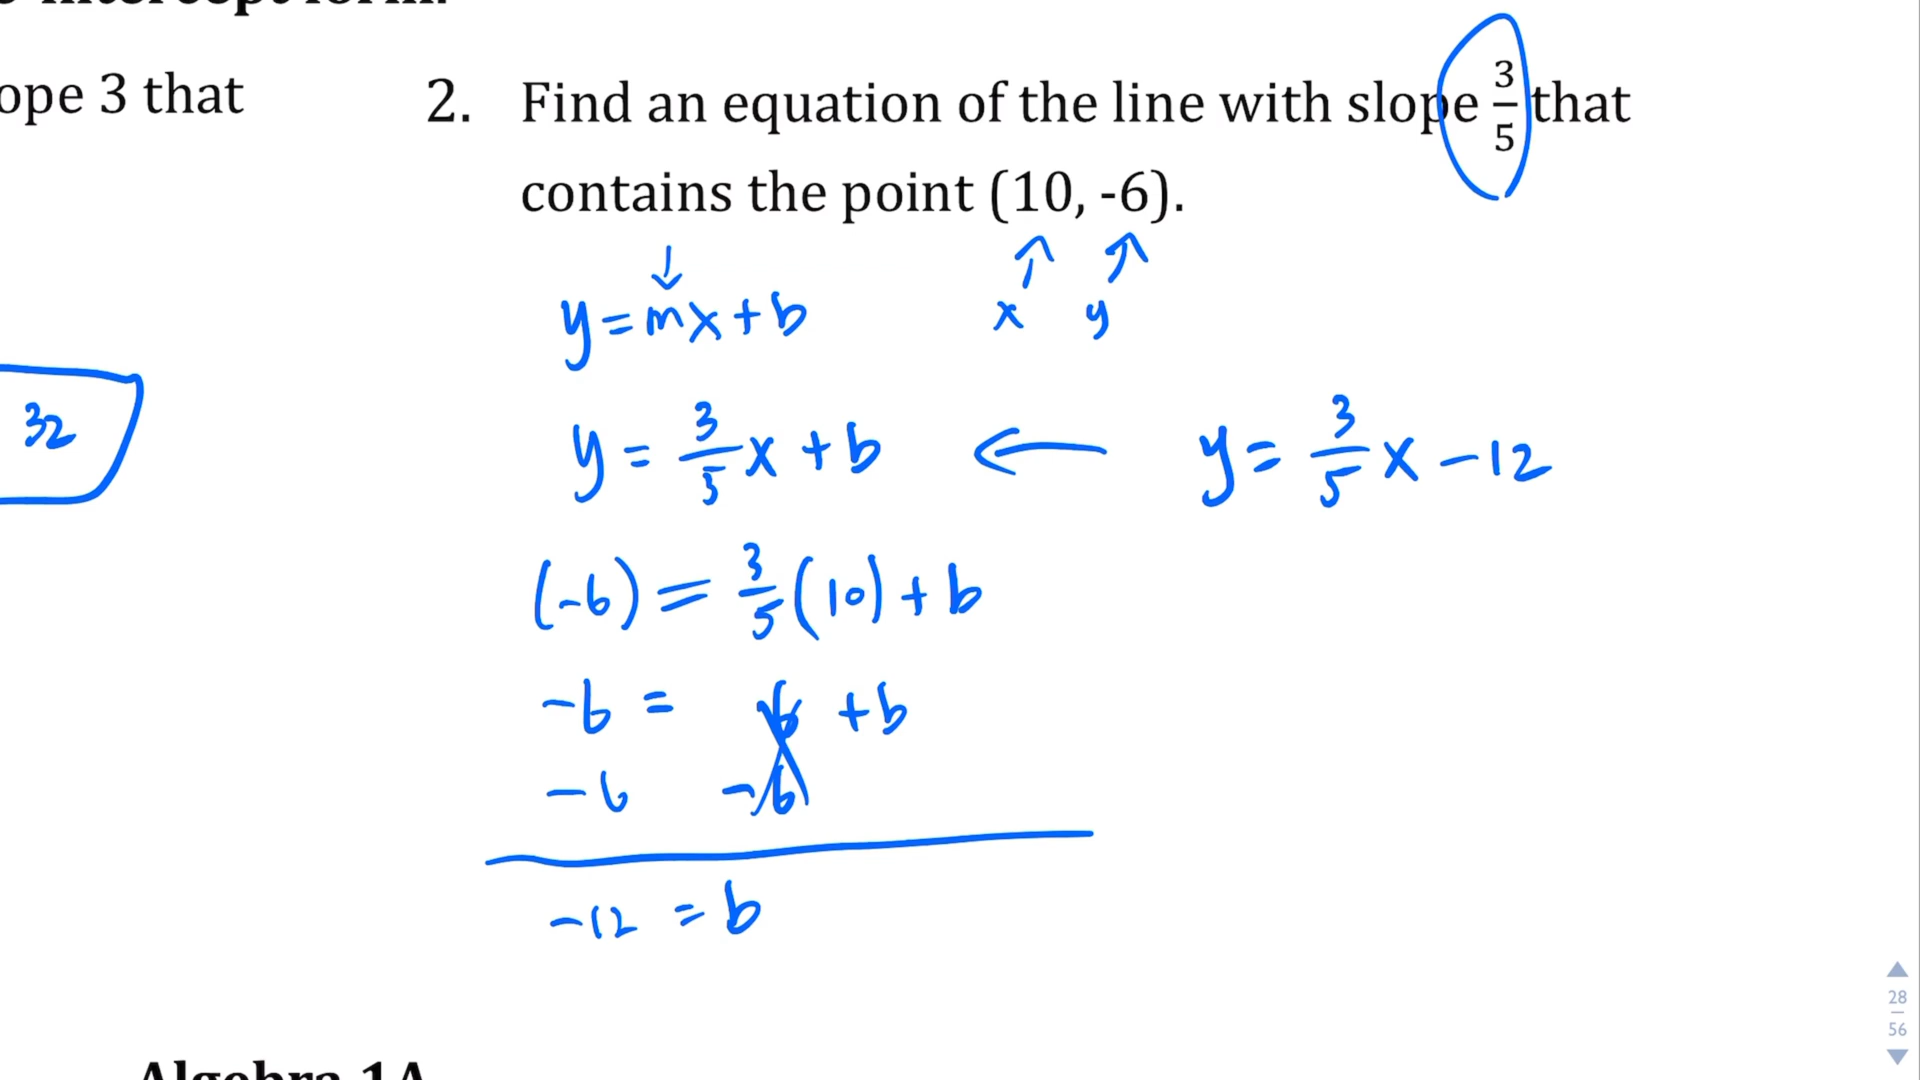 ope 3 that
32
2. Find an equation of the line with slope 3/5 that
contains the point (10, -6).
x y
y = mx + b
y = 3/5 x + b ← y = 3/5 x - 12
(-6) = 3/5 (10) + b
-6 = 6 + b
-6 -6
-12 = b
Algebra 1A
28
56